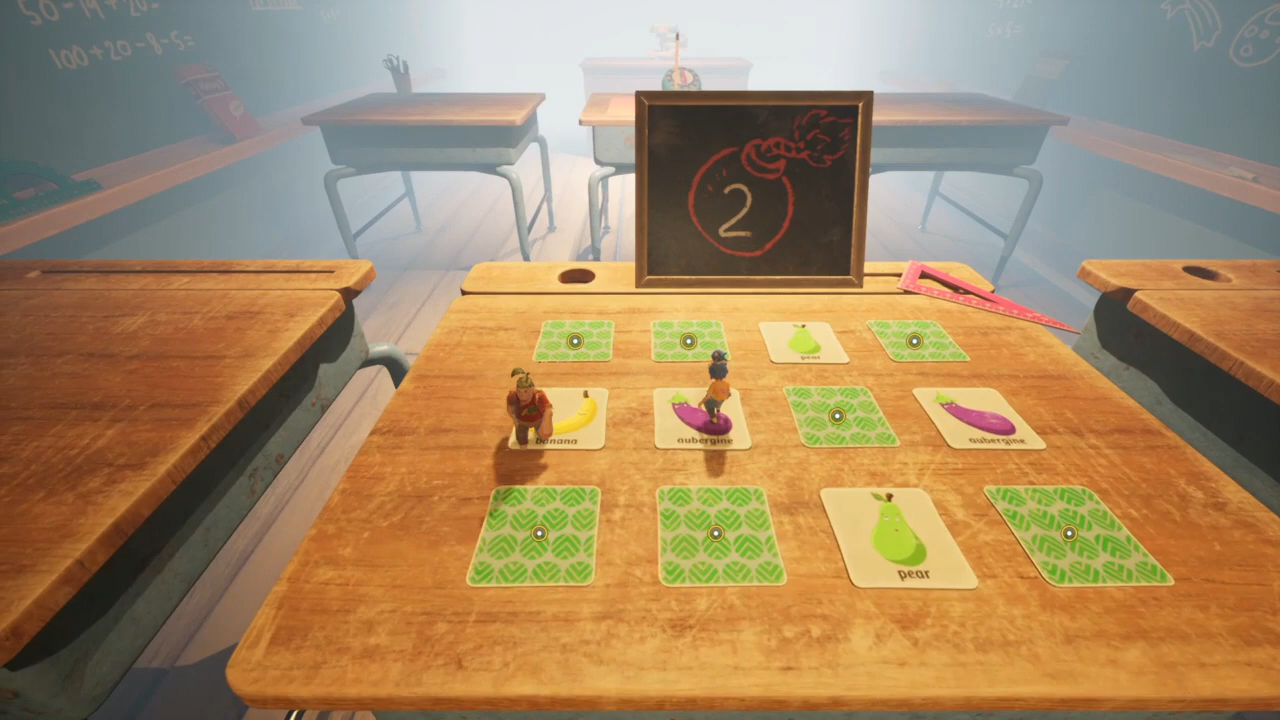 50-19+20=
100+20-8-5=
2
pear
banana
aubergine
aubergine
pear